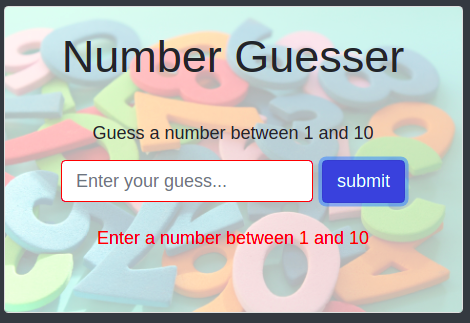 Number Guesser
Guess a number between 1 and 10
Enter your guess... submit
Enter a number between 1 and 10